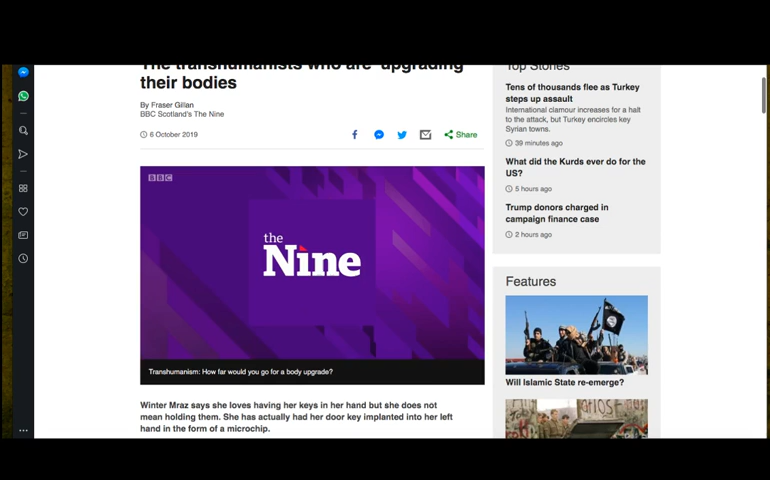 The transhumanists who are 'upgrading
their bodies
By Fraser Gillan
BBC Scotland's The Nine
6 October 2019
Share
BBC
the
Nine
Transhumanism: How far would you go for a body upgrade?
Winter Mraz says she loves having her keys in her hand but she does not
mean holding them. She has actually had her door key implanted into her left
hand in the form of a microchip.
Top Stories
Tens of thousands flee as Turkey
steps up assault
International clamour increases for a halt
to the attack, but Turkey encircles key
Syrian towns.
39 minutes ago
What did the Kurds ever do for the
US?
5 hours ago
Trump donors charged in
campaign finance case
2 hours ago
Features
Will Islamic State re-emerge?